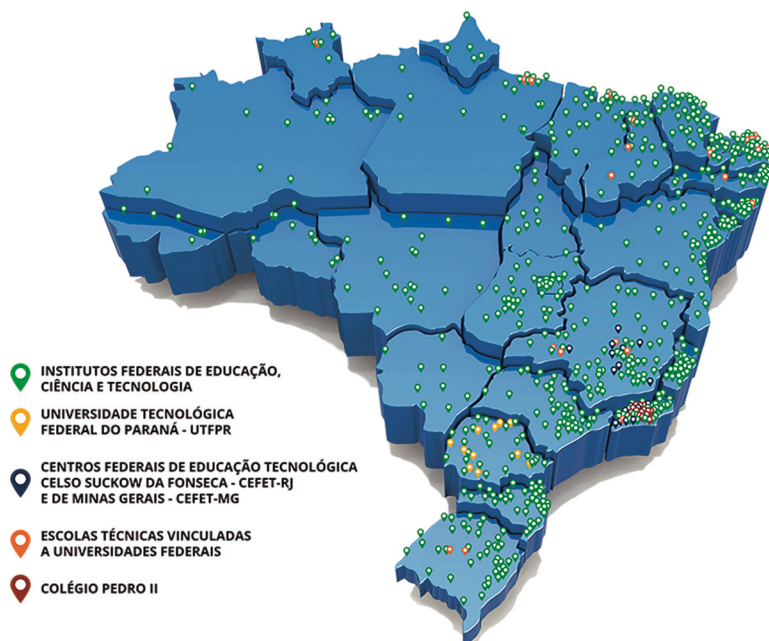 INSTITUTOS FEDERAIS DE EDUCAÇÃO,
CIÊNCIA E TECNOLOGIA
UNIVERSIDADE TECNOLÓGICA
FEDERAL DO PARANÁ - UTFPR
CENTROS FEDERAIS DE EDUCAÇÃO TECNOLÓGICA
CELSO SUCKOW DA FONSECA - CEFET-RJ
E DE MINAS GERAIS - CEFET-MG
ESCOLAS TÉCNICAS VINCULADAS
A UNIVERSIDADES FEDERAIS
COLÉGIO PEDRO II